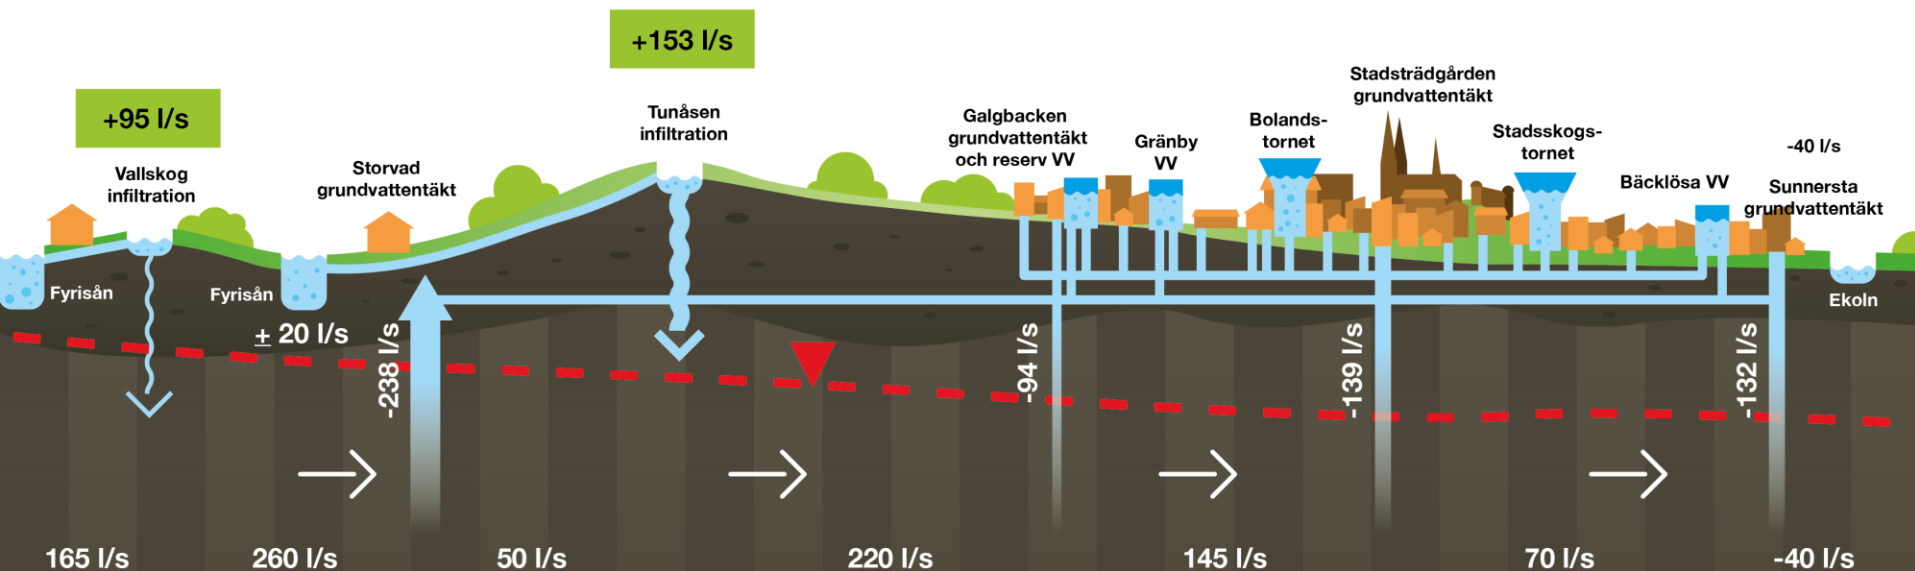 +153 l/s
+95 l/s
Vallskog
infiltration
Storvad
grundvattentäkt
Tunåsen
infiltration
Galgbacken
grundvattentäkt
och reserv VV
Gränby
VV
Bolands-
tornet
Stadsträdgården
grundvattentäkt
Stadsskogs-
tornet
Bäcklösa VV
-40 l/s
Sunnersta
grundvattentäkt
Fyrisån
Fyrisån
Ekoln
± 20 l/s
-238 l/s
-94 l/s
-139 l/s
-132 l/s
165 l/s
260 l/s
50 l/s
220 l/s
145 l/s
70 l/s
-40 l/s